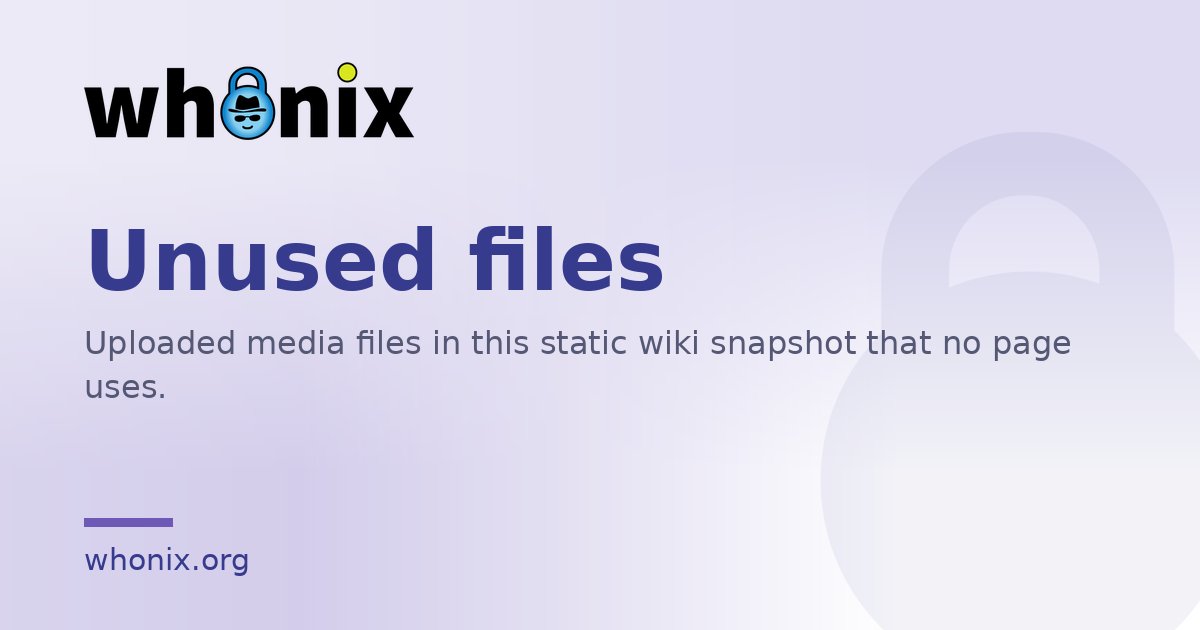 whonix
Unused files
Uploaded media files in this static wiki snapshot that no page
uses.
whonix.org